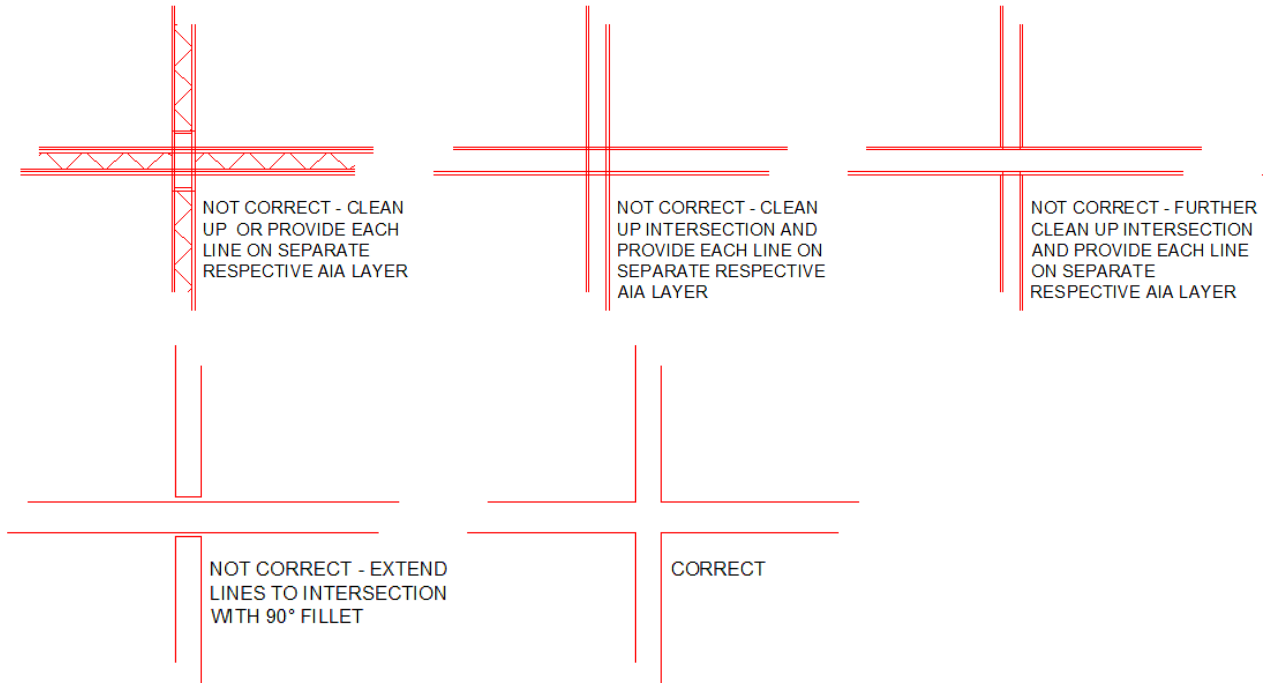 NOT CORRECT - CLEAN
UP OR PROVIDE EACH
LINE ON SEPARATE
RESPECTIVE AIA LAYER
NOT CORRECT - CLEAN
UP INTERSECTION AND
PROVIDE EACH LINE ON
SEPARATE RESPECTIVE
AIA LAYER
NOT CORRECT - FURTHER
CLEAN UP INTERSECTION
AND PROVIDE EACH LINE
ON SEPARATE
RESPECTIVE AIA LAYER
NOT CORRECT - EXTEND
LINES TO INTERSECTION
WITH 90° FILLET
CORRECT